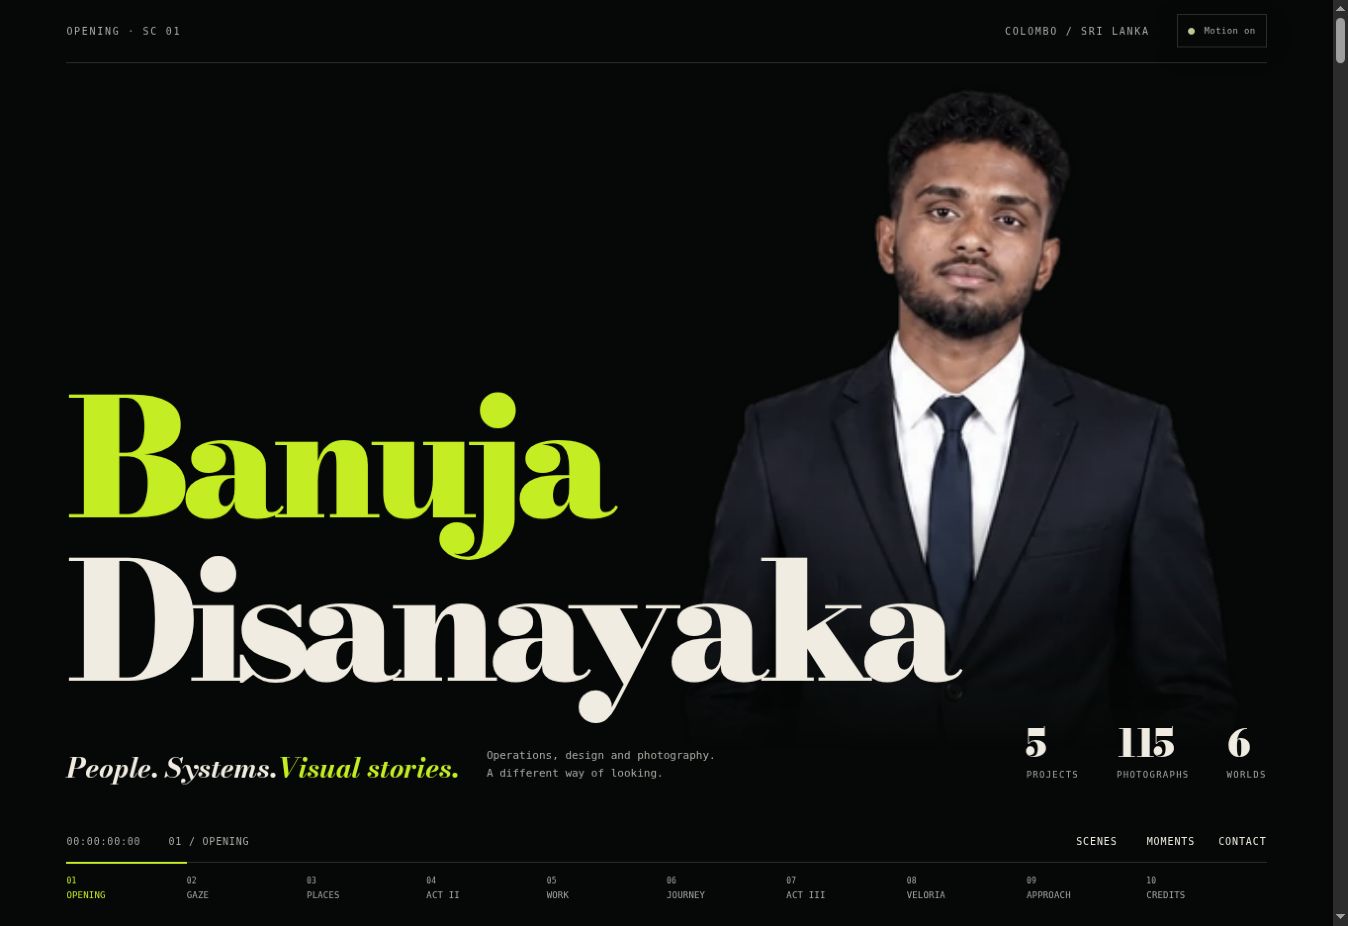 OPENING · SC 01
COLOMBO / SRI LANKA
Motion on
Banuja
Disanayaka
People. Systems. Visual stories.
Operations, design and photography.
A different way of looking.
5
PROJECTS
115
PHOTOGRAPHS
6
WORLDS
00:00:00:00 01 / OPENING
SCENES MOMENTS CONTACT
01
OPENING
02
GAZE
03
PLACES
04
ACT II
05
WORK
06
JOURNEY
07
ACT III
08
VELORIA
09
APPROACH
10
CREDITS